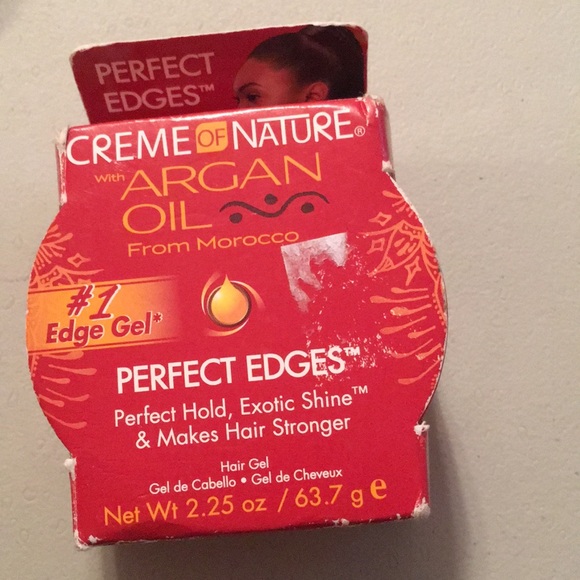 PERFECT
EDGES™
CREME OF NATURE®
With
ARGAN
OIL
From Morocco
#1
Edge Gel*
PERFECT EDGES™
Perfect Hold, Exotic Shine™
& Makes Hair Stronger
Hair Gel
Gel de Cabello • Gel de Cheveux
Net Wt 2.25 oz / 63.7 g e